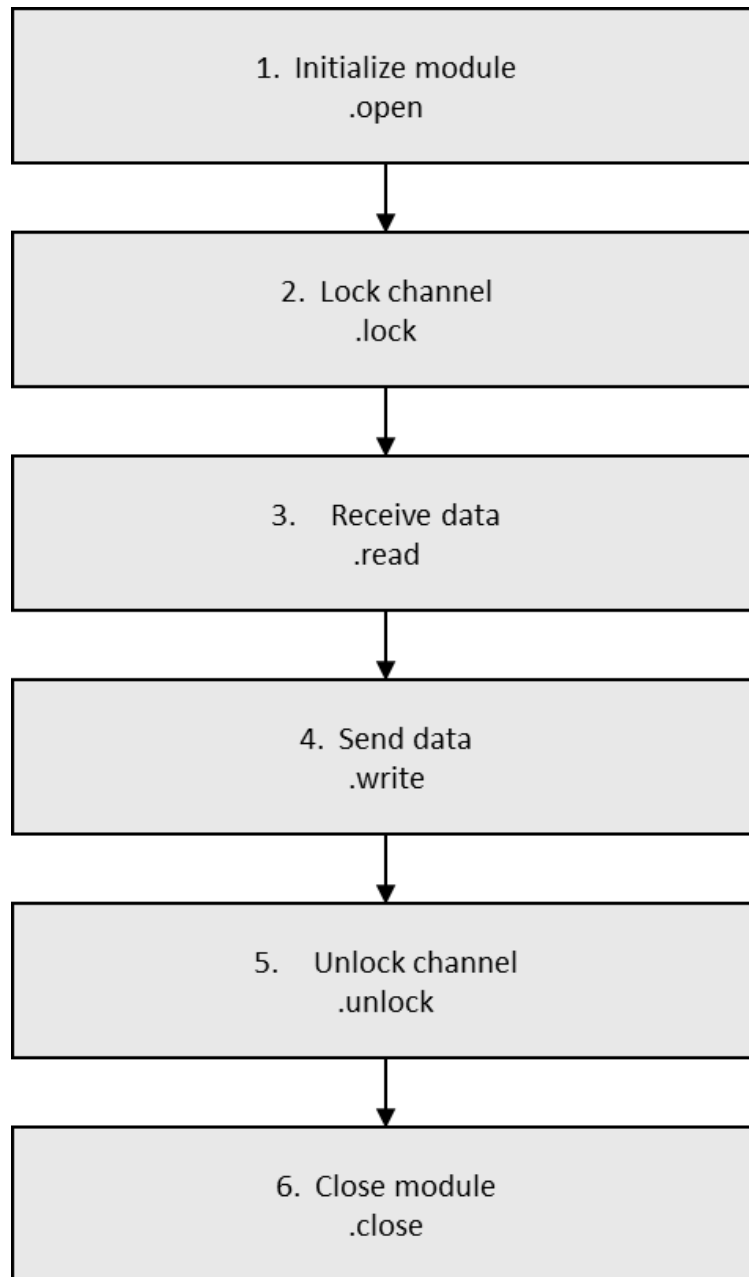 1. Initialize module
.open
2. Lock channel
.lock
3. Receive data
.read
4. Send data
.write
5. Unlock channel
.unlock
6. Close module
.close